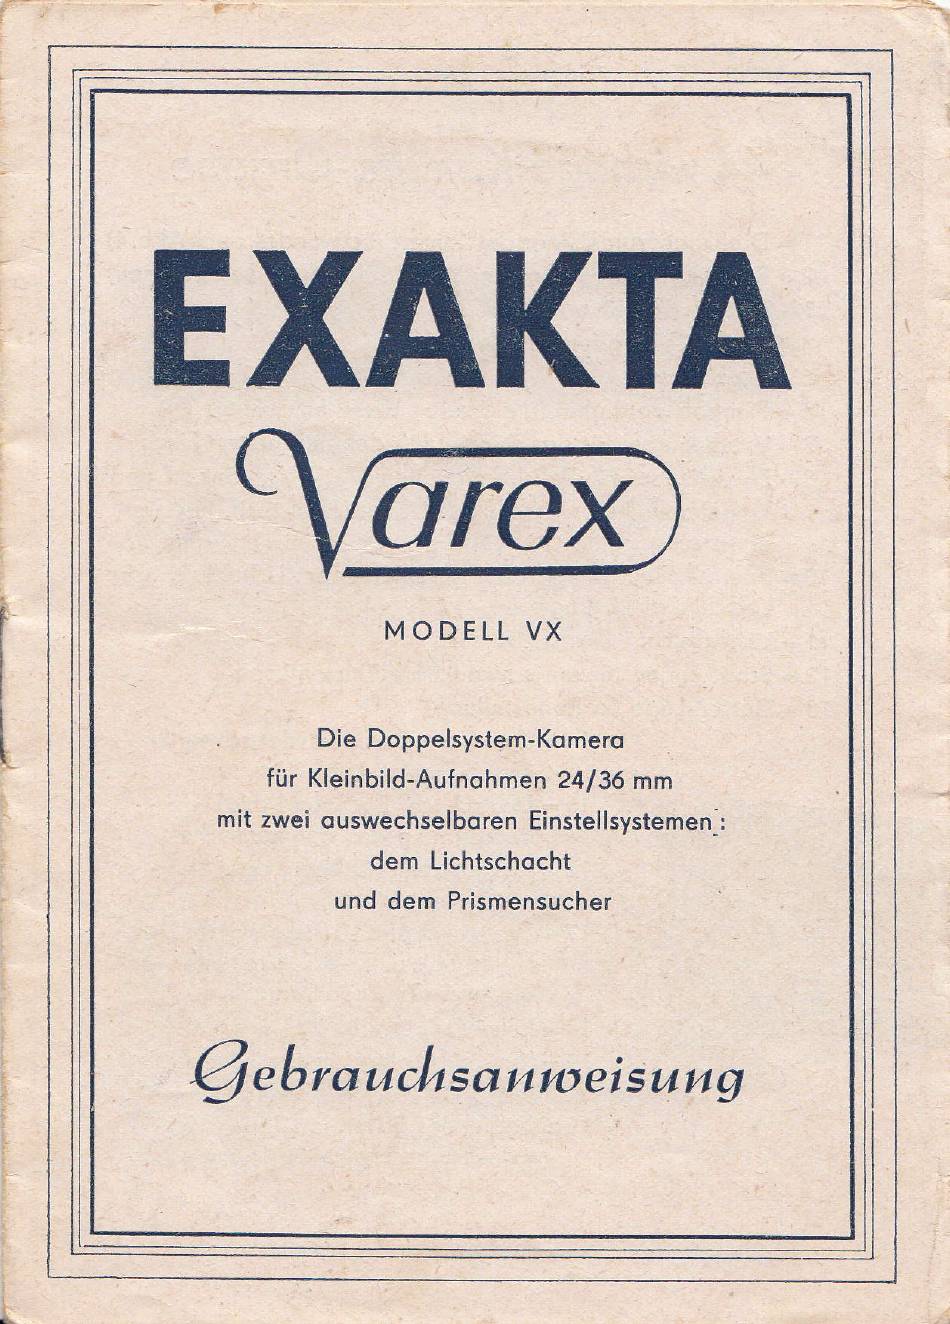 EXAKTA
Varex
MODELL VX
Die Doppelsystem-Kamera
für Kleinbild-Aufnahmen 24/36 mm
mit zwei auswechselbaren Einstellsystemen:
dem Lichtschacht
und dem Prismensucher
Gebrauchsanweisung